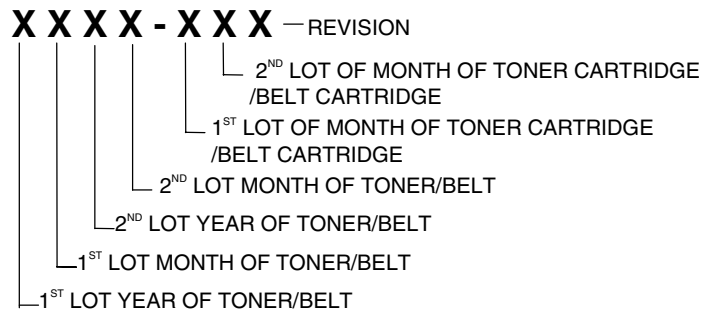 X X X X - X X X — REVISION
2ND LOT OF MONTH OF TONER CARTRIDGE
/BELT CARTRIDGE
1ST LOT OF MONTH OF TONER CARTRIDGE
/BELT CARTRIDGE
2ND LOT MONTH OF TONER/BELT
2ND LOT YEAR OF TONER/BELT
1ST LOT MONTH OF TONER/BELT
1ST LOT YEAR OF TONER/BELT